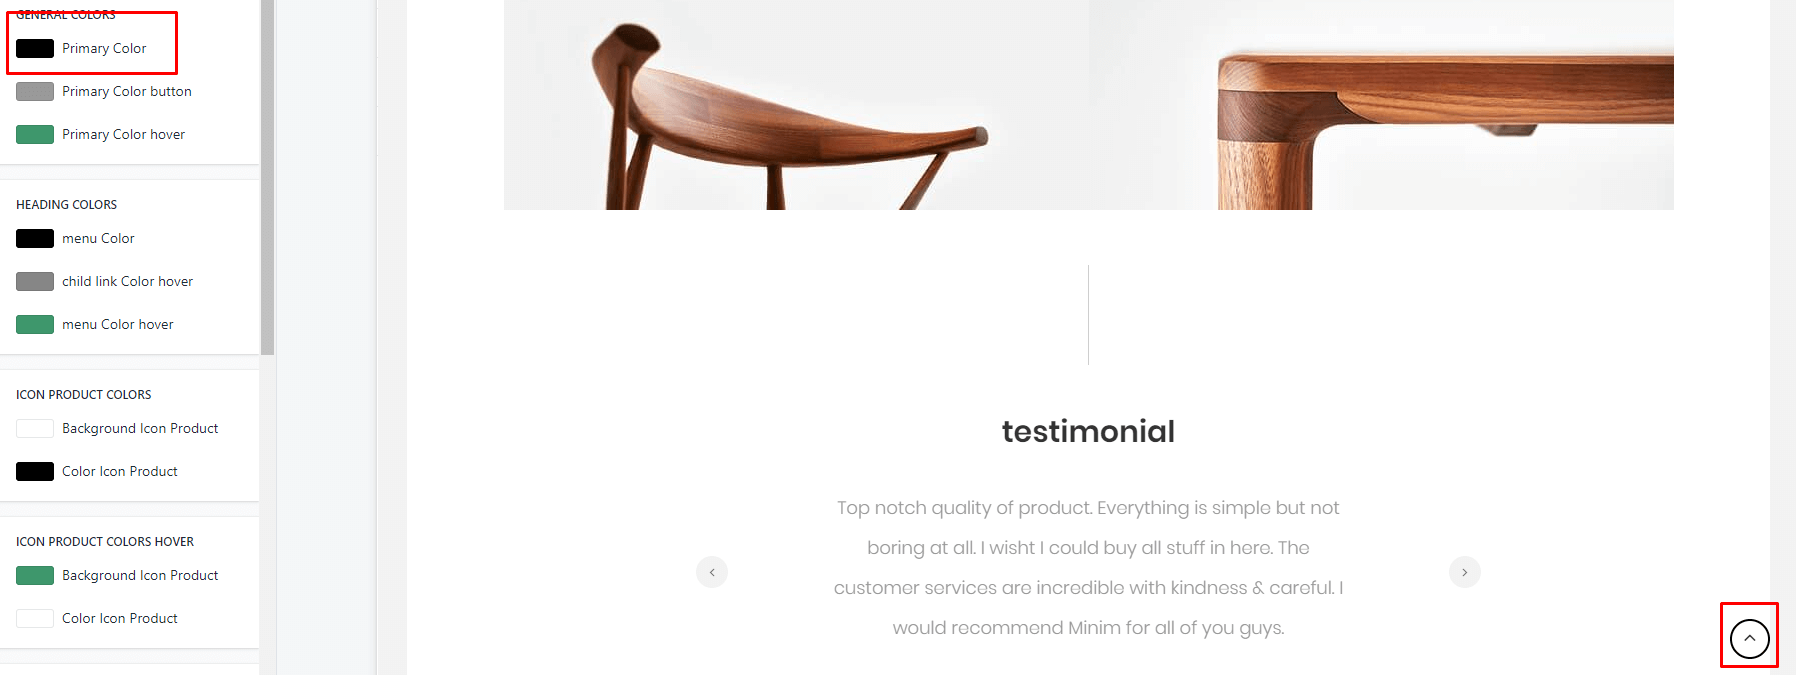 GENERAL COLORS
Primary Color
Primary Color button
Primary Color hover
HEADING COLORS
menu Color
child link Color hover
menu Color hover
ICON PRODUCT COLORS
Background Icon Product
Color Icon Product
ICON PRODUCT COLORS HOVER
Background Icon Product
Color Icon Product
testimonial
Top notch quality of product. Everything is simple but not
boring at all. I wisht I could buy all stuff in here. The
customer services are incredible with kindness & careful. I
would recommend Minim for all of you guys.